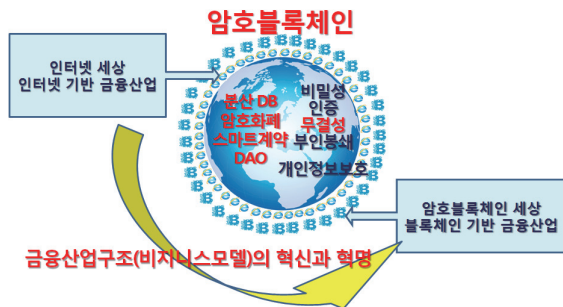 암호블록체인
인터넷 세상
인터넷 기반 금융산업
분산 DB
암호화폐
스마트계약
DAO
비밀성
인증
무결성
부인봉쇄
개인정보보호
암호블록체인 세상
블록체인 기반 금융산업
금융산업구조(비지니스모델)의 혁신과 혁명